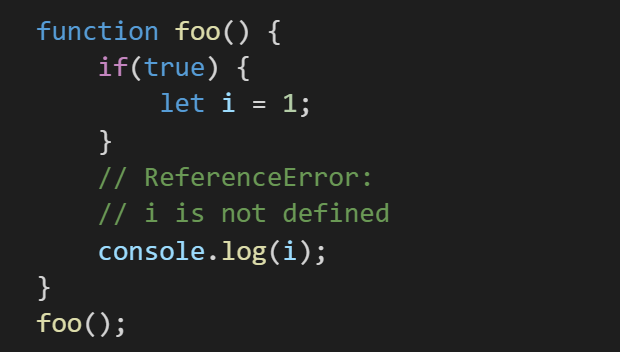 function foo() {
    if(true) {
        let i = 1;
    }
    // ReferenceError:
    // i is not defined
    console.log(i);
}
foo();